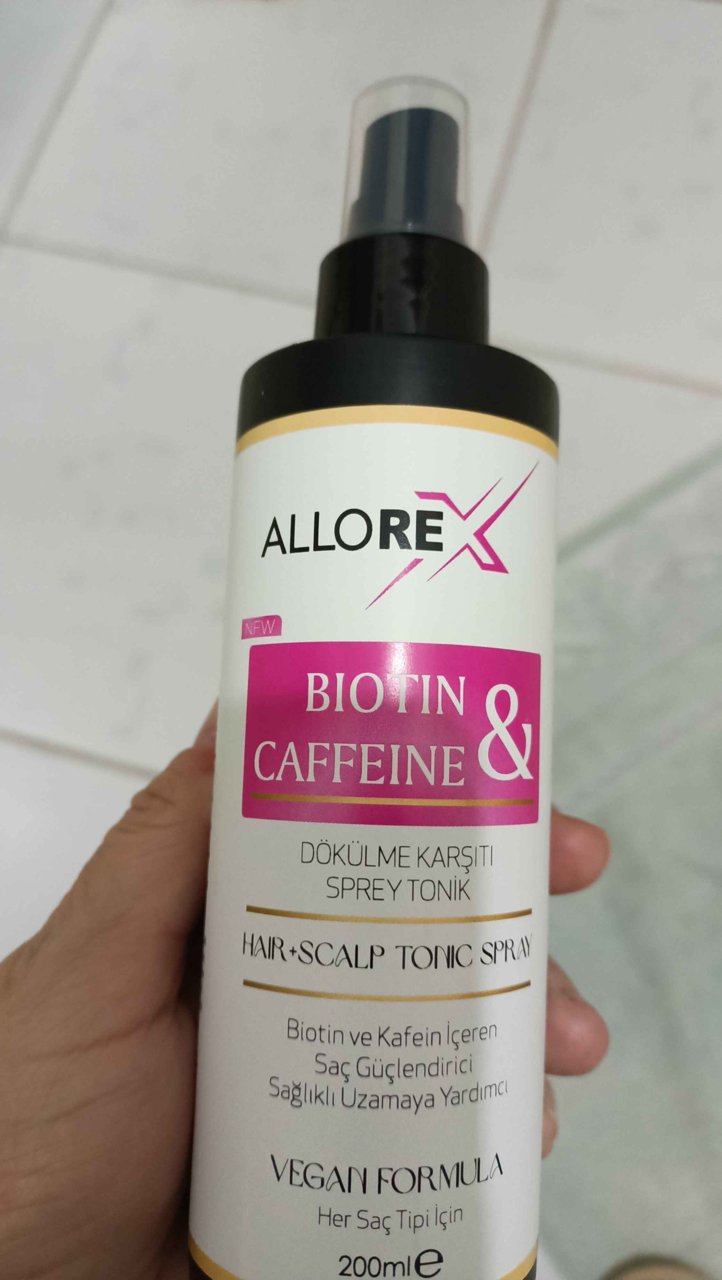 ALLOREX
NEW
BIOTIN
& CAFFEINE
DÖKÜLME KARŞITI
SPREY TONİK
HAIR+SCALP TONIC SPRAY
Biotin ve Kafein İçeren
Saç Güçlendirici
Sağlıklı Uzamaya Yardımcı
VEGAN FORMULA
Her Saç Tipi İçin
200ml e